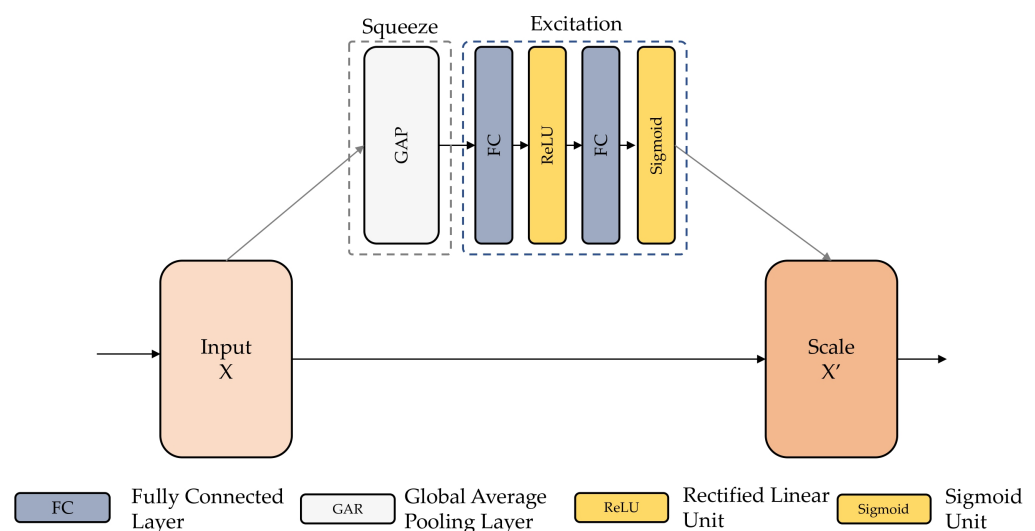 Squeeze
Excitation
GAP
FC
ReLU
FC
Sigmoid
Input
X
Scale
X’
FC
Fully Connected
Layer
GAR
Global Average
Pooling Layer
ReLU
Rectified Linear
Unit
Sigmoid
Sigmoid
Unit